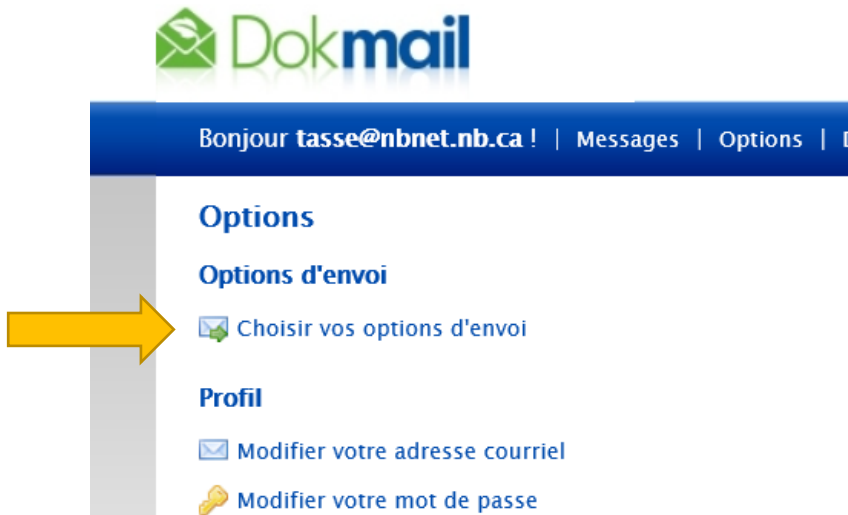 Dokmail
Bonjour tasse@nbnet.nb.ca ! | Messages | Options |
Options
Options d'envoi
Choisir vos options d'envoi
Profil
Modifier votre adresse courriel
Modifier votre mot de passe